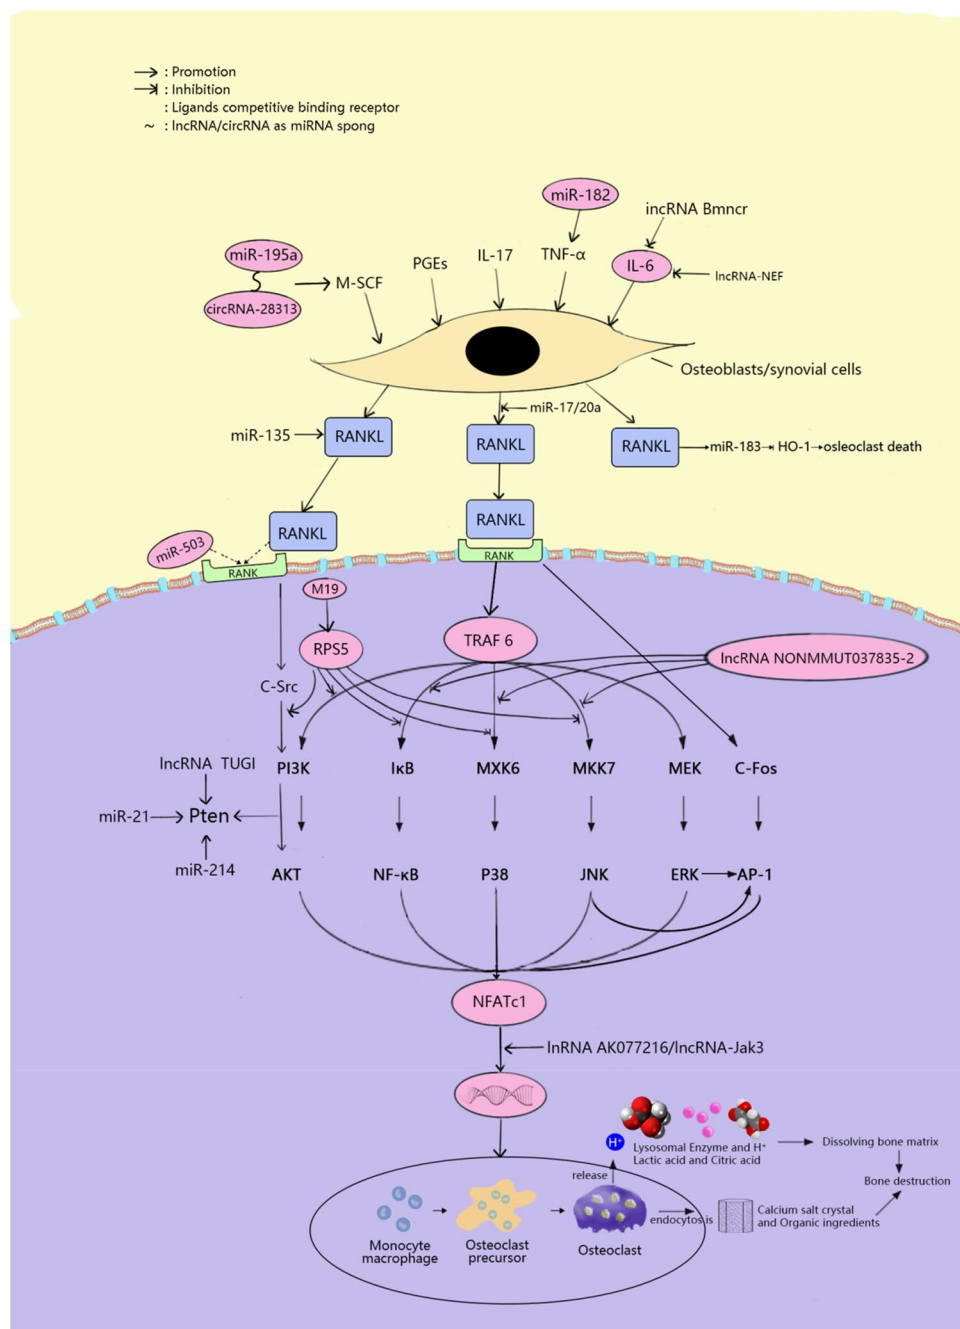 : Promotion
: Inhibition
: Ligands competitive binding receptor
~ : lncRNA/circRNA as miRNA spong
miR-182
incRNA Bmncr
miR-195a
PGEs
IL-17
TNF-α
IL-6
lncRNA-NEF
M-SCF
circRNA-28313
Osteoblasts/synovial cells
miR-17/20a
miR-135
RANKL
RANKL
RANKL
miR-183
HO-1
osleoclast death
RANKL
RANKL
miR-503
RANK
RANK
M19
RPS5
TRAF 6
lncRNA NONMMUT037835-2
C-Src
lncRNA TUGI
PI3K
IκB
MXK6
MKK7
MEK
C-Fos
miR-21
Pten
miR-214
AKT
NF-κB
P38
JNK
ERK
AP-1
NFATc1
lnRNA AK077216/lncRNA-Jak3
H⁺
Lysosomal Enzyme and H⁺
Lactic acid and Citric acid
Dissolving bone matrix
release
Bone destruction
endocytos is
Calcium salt crystal
and Organic ingredients
Monocyte
macrophage
Osteoclast
precursor
Osteoclast